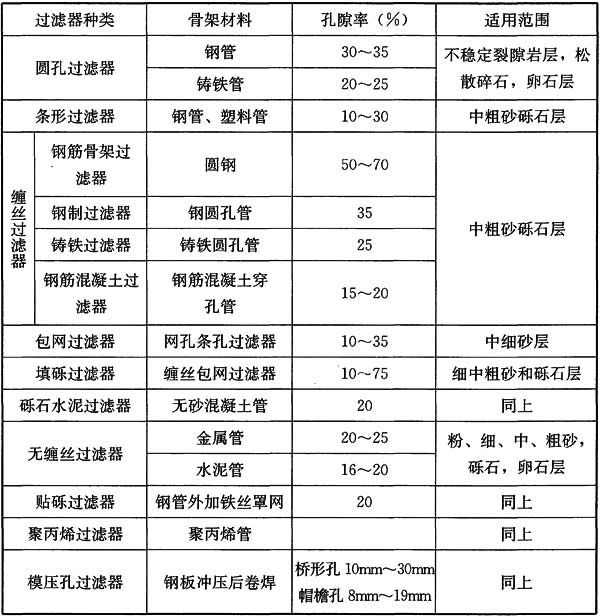 过滤器种类 骨架材料 孔隙率(%) 适用范围
圆孔过滤器 钢管 30～35 不稳定裂隙岩层，松
散碎石，卵石层
铸铁管 20～25
条形过滤器 钢管、塑料管 10～30 中粗砂砾石层
缠丝过滤器
钢筋骨架过
滤器
圆钢 50～70 中粗砂砾石层
钢制过滤器 钢圆孔管 35
铸铁过滤器 铸铁圆孔管 25
钢筋混凝土过
滤器
钢筋混凝土穿
孔管
15～20
包网过滤器 网孔条孔过滤器 10～35 中细砂层
填砾过滤器 缠丝包网过滤器 10～75 细中粗砂和砾石层
砾石水泥过滤器 无砂混凝土管 20 同上
无缠丝过滤器 金属管 20～25 粉、细、中、粗砂，
砾石，卵石层
水泥管 16～20
贴砾过滤器 钢管外加铁丝罩网 20 同上
聚丙烯过滤器 聚丙烯管 同上
模压孔过滤器 钢板冲压后卷焊 桥形孔 10mm～30mm
帽檐孔 8mm～19mm
同上